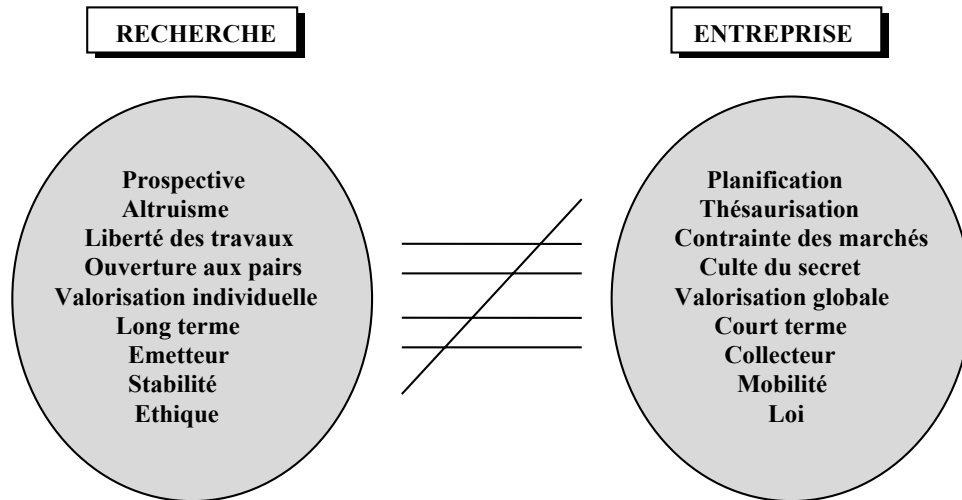 RECHERCHE
ENTREPRISE
Prospective
Altruisme
Liberté des travaux
Ouverture aux pairs
Valorisation individuelle
Long terme
Emetteur
Stabilité
Ethique
Planification
Thésaurisation
Contrainte des marchés
Culte du secret
Valorisation globale
Court terme
Collecteur
Mobilité
Loi